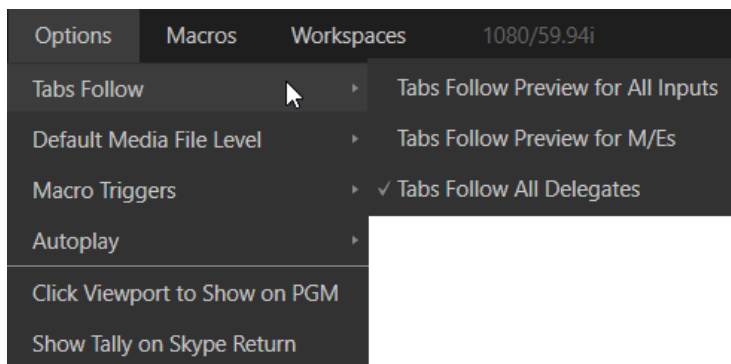 Options Macros Workspaces 1080/59.94i
Tabs Follow
Default Media File Level
Macro Triggers
Autoplay
Click Viewport to Show on PGM
Show Tally on Skype Return
Tabs Follow Preview for All Inputs
Tabs Follow Preview for M/Es
✓ Tabs Follow All Delegates